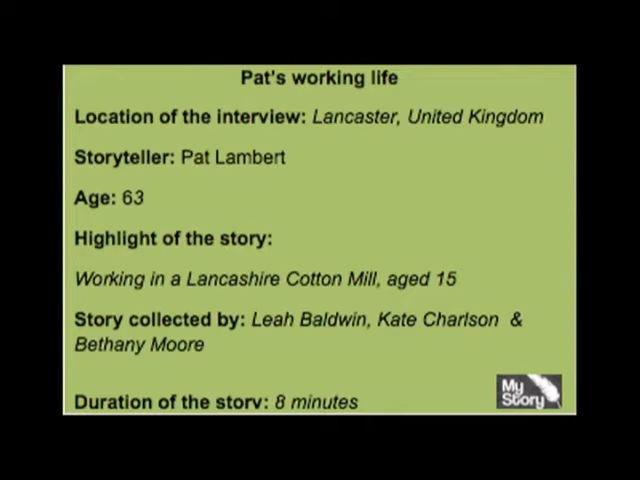 Pat's working life
Location of the interview: Lancaster, United Kingdom
Storyteller: Pat Lambert
Age: 63
Highlight of the story:
Working in a Lancashire Cotton Mill, aged 15
Story collected by: Leah Baldwin, Kate Charlson &
Bethany Moore
My
Story
Duration of the story: 8 minutes